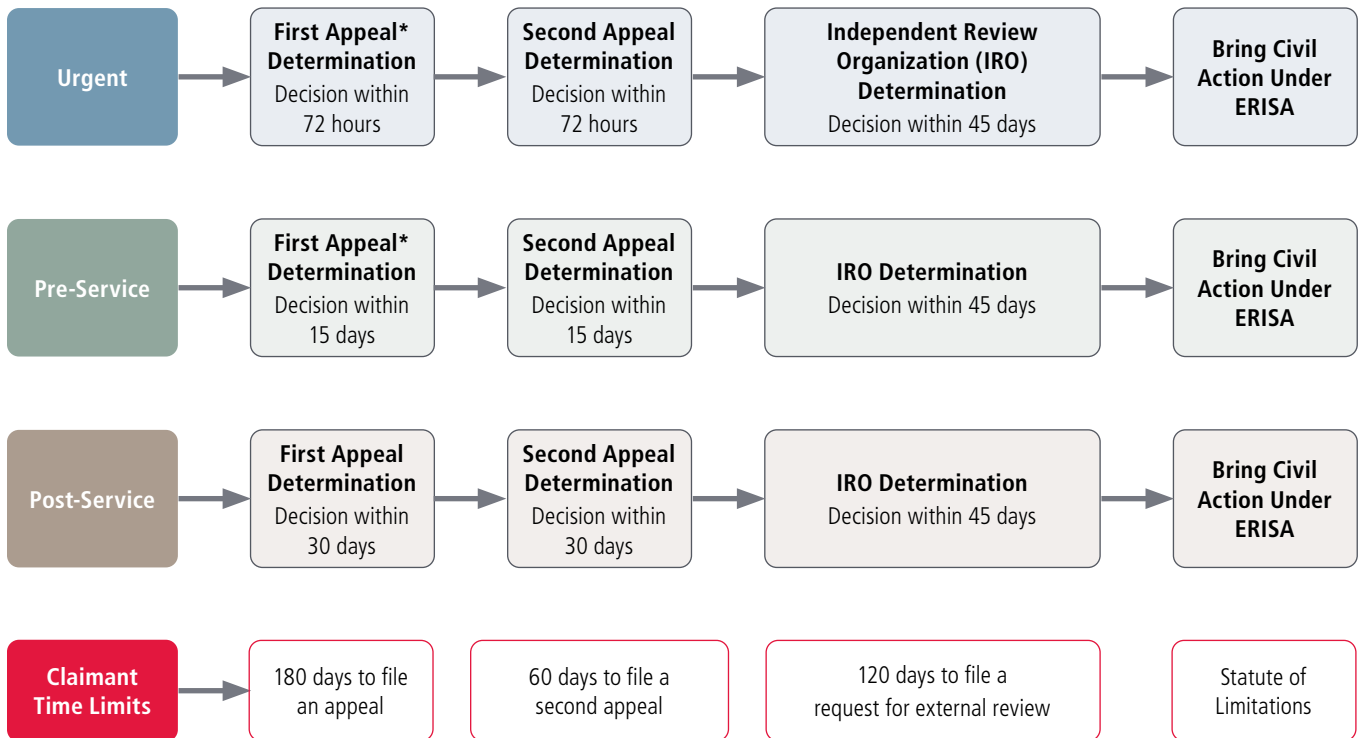 Urgent
First Appeal*
Determination
Decision within
72 hours
Second Appeal
Determination
Decision within
72 hours
Independent Review
Organization (IRO)
Determination
Decision within 45 days
Bring Civil
Action Under
ERISA
Pre-Service
First Appeal*
Determination
Decision within
15 days
Second Appeal
Determination
Decision within
15 days
IRO Determination
Decision within 45 days
Bring Civil
Action Under
ERISA
Post-Service
First Appeal
Determination
Decision within
30 days
Second Appeal
Determination
Decision within
30 days
IRO Determination
Decision within 45 days
Bring Civil
Action Under
ERISA
Claimant
Time Limits
180 days to file
an appeal
60 days to file a
second appeal
120 days to file a
request for external review
Statute of
Limitations